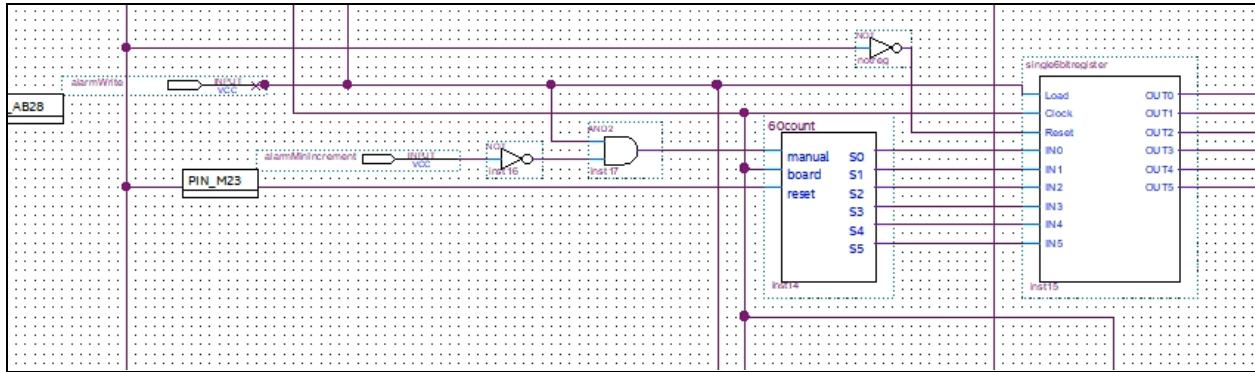 NOT
notreg
alarmWrite
INPUT
VCC
_AB28
single6bitregister
Load OUT0
Clock OUT1
Reset OUT2
IN0 OUT3
IN1 OUT4
IN2 OUT5
IN3
IN4
IN5
inst15
AND2
inst17
alarmMinIncrement
INPUT
VCC
NOT
inst16
PIN_M23
60count
manual S0
board S1
reset S2
S3
S4
S5
inst14